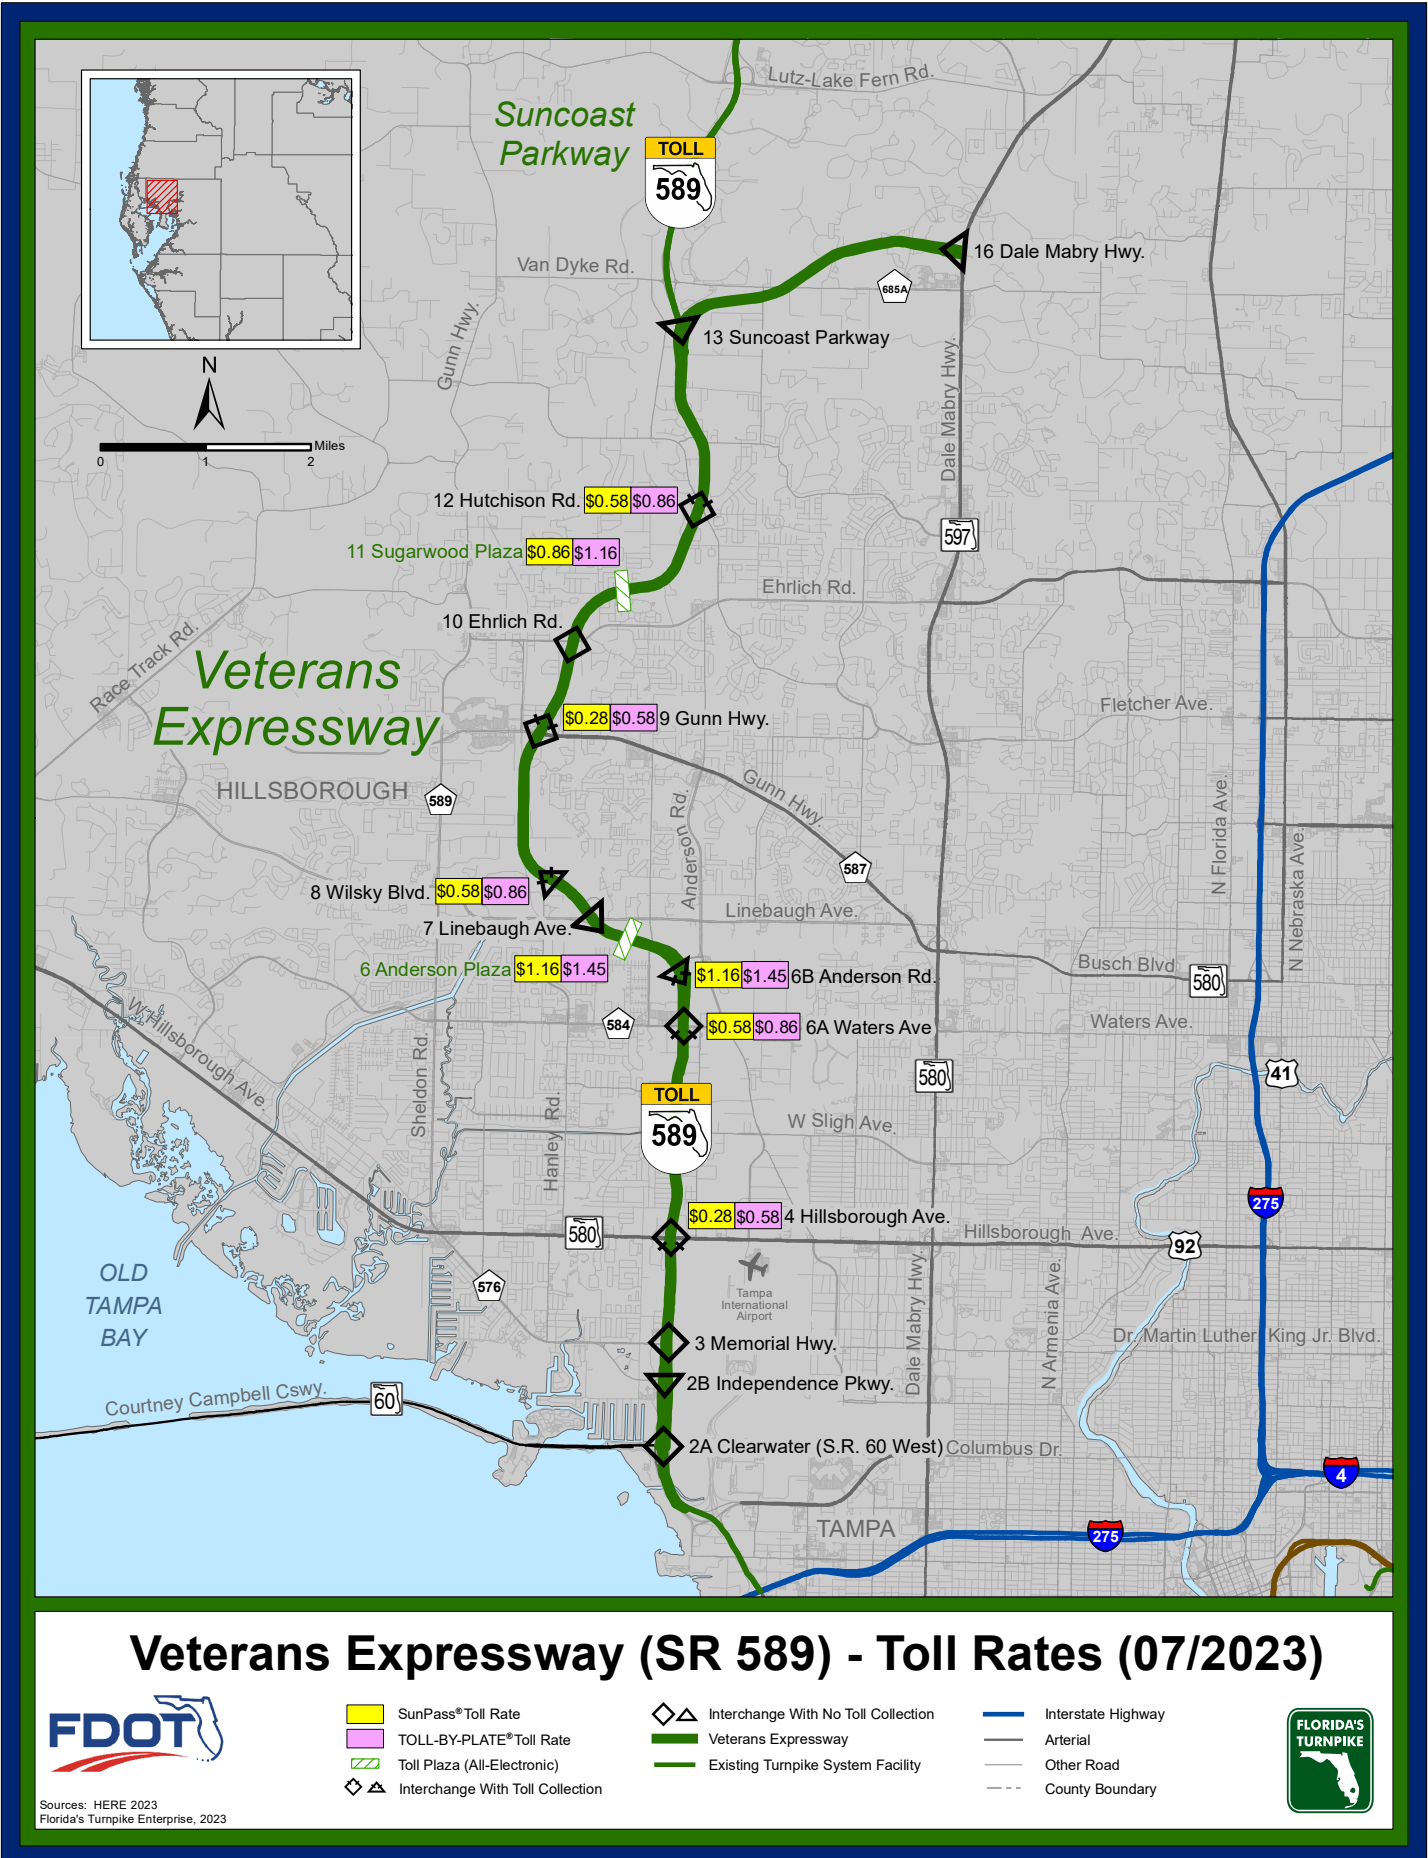 Lutz-Lake Fern Rd.
Suncoast
Parkway
TOLL
589
16 Dale Mabry Hwy.
Van Dyke Rd.
685A
Gunn Hwy.
13 Suncoast Parkway
N
Miles
0
1
2
Dale Mabry Hwy.
12 Hutchison Rd. $0.58 $0.86
597
11 Sugarwood Plaza $0.86 $1.16
Ehrlich Rd.
10 Ehrlich Rd.
Race Track Rd.
Veterans
Expressway
$0.28 $0.58 9 Gunn Hwy.
Fletcher Ave.
HILLSBOROUGH
589
Gunn Hwy.
Anderson Rd.
N Florida Ave.
N Nebraska Ave.
587
8 Wilsky Blvd. $0.58 $0.86
Linebaugh Ave.
7 Linebaugh Ave.
6 Anderson Plaza $1.16 $1.45
$1.16 $1.45 6B Anderson Rd.
Busch Blvd
580
W. Hillsborough Ave.
584
$0.58 $0.86 6A Waters Ave
Waters Ave.
Sheldon Rd.
580
41
TOLL
589
Hanley Rd.
W Sligh Ave.
275
$0.28 $0.58 4 Hillsborough Ave.
580
Hillsborough Ave.
92
OLD
TAMPA
BAY
576
Tampa
International
Airport
Dale Mabry Hwy.
N Armenia Ave.
3 Memorial Hwy.
Dr. Martin Luther King Jr. Blvd.
2B Independence Pkwy.
Courtney Campbell Cswy.
60
2A Clearwater (S.R. 60 West)
Columbus Dr.
4
TAMPA
275
Veterans Expressway (SR 589) - Toll Rates (07/2023)
FDOT
SunPass® Toll Rate
TOLL-BY-PLATE® Toll Rate
Toll Plaza (All-Electronic)
Interchange With Toll Collection
Interchange With No Toll Collection
Veterans Expressway
Existing Turnpike System Facility
Interstate Highway
Arterial
Other Road
County Boundary
FLORIDA'S
TURNPIKE
Sources: HERE 2023
Florida's Turnpike Enterprise, 2023